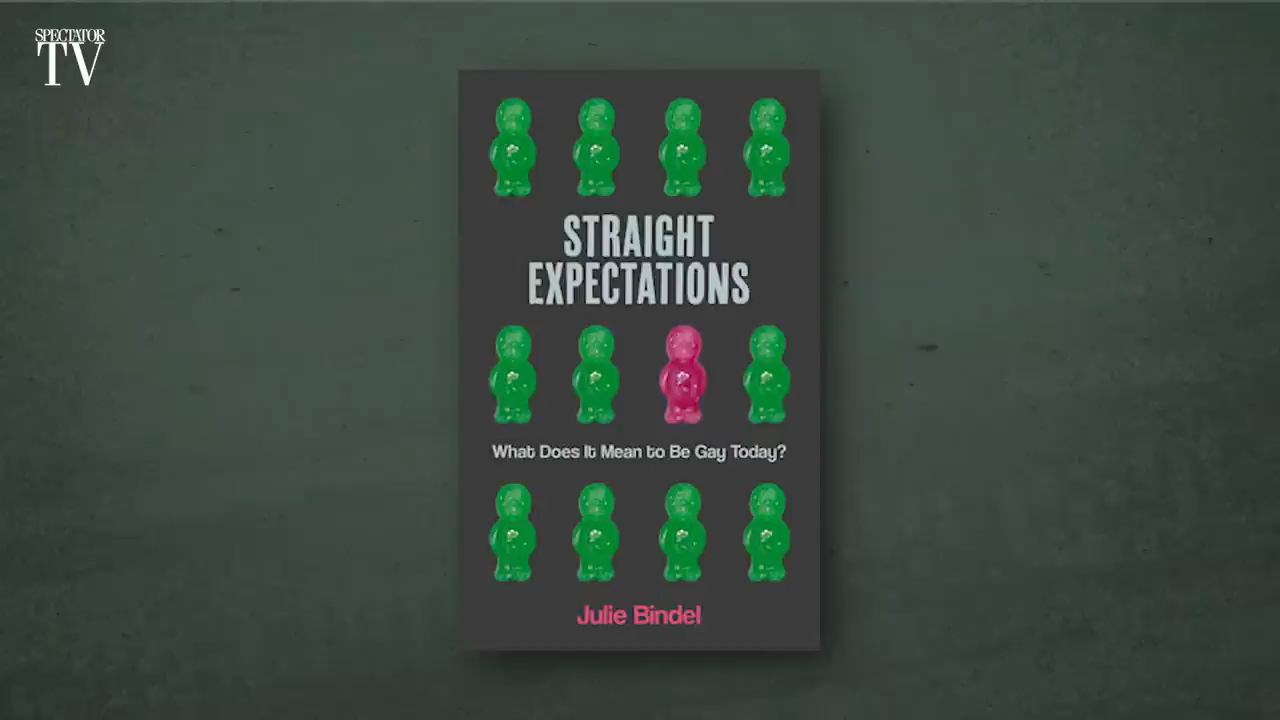 SPECTATOR
TV
STRAIGHT
EXPECTATIONS
What Does It Mean to Be Gay Today?
Julie Bindel